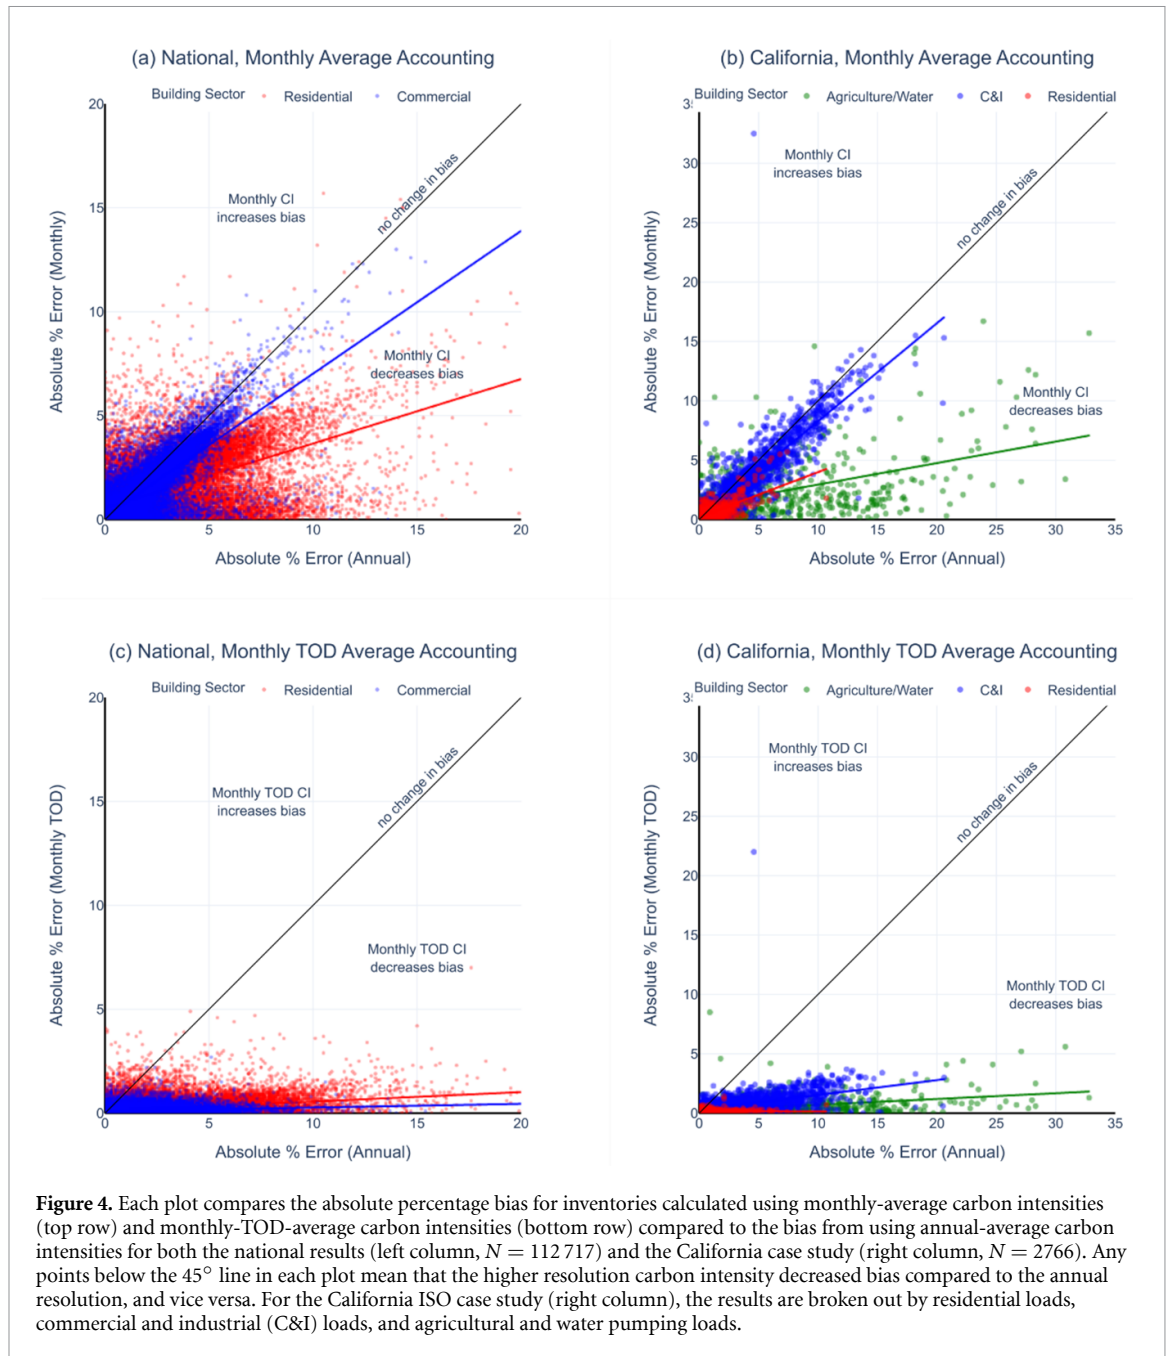 (a) National, Monthly Average Accounting
Building Sector Residential Commercial
20
15
10
5
0
0 5 10 15 20
Absolute % Error (Monthly)
Absolute % Error (Annual)
Monthly CI
increases bias
no change in bias
Monthly CI
decreases bias
(b) California, Monthly Average Accounting
Building Sector Agriculture/Water C&I Residential
30
25
20
15
10
5
0
0 5 10 15 20 25 30 35
Absolute % Error (Monthly)
Absolute % Error (Annual)
Monthly CI
increases bias
no change in bias
Monthly CI
decreases bias
(c) National, Monthly TOD Average Accounting
Building Sector Residential Commercial
20
15
10
5
0
0 5 10 15 20
Absolute % Error (Monthly TOD)
Absolute % Error (Annual)
Monthly TOD CI
increases bias
no change in bias
Monthly TOD CI
decreases bias
(d) California, Monthly TOD Average Accounting
Building Sector Agriculture/Water C&I Residential
30
25
20
15
10
5
0
0 5 10 15 20 25 30 35
Absolute % Error (Monthly TOD)
Absolute % Error (Annual)
Monthly TOD CI
increases bias
no change in bias
Monthly TOD CI
decreases bias
Figure 4. Each plot compares the absolute percentage bias for inventories calculated using monthly-average carbon intensities
(top row) and monthly-TOD-average carbon intensities (bottom row) compared to the bias from using annual-average carbon
intensities for both the national results (left column, N = 112 717) and the California case study (right column, N = 2766). Any
points below the 45° line in each plot mean that the higher resolution carbon intensity decreased bias compared to the annual
resolution, and vice versa. For the California ISO case study (right column), the results are broken out by residential loads,
commercial and industrial (C&I) loads, and agricultural and water pumping loads.